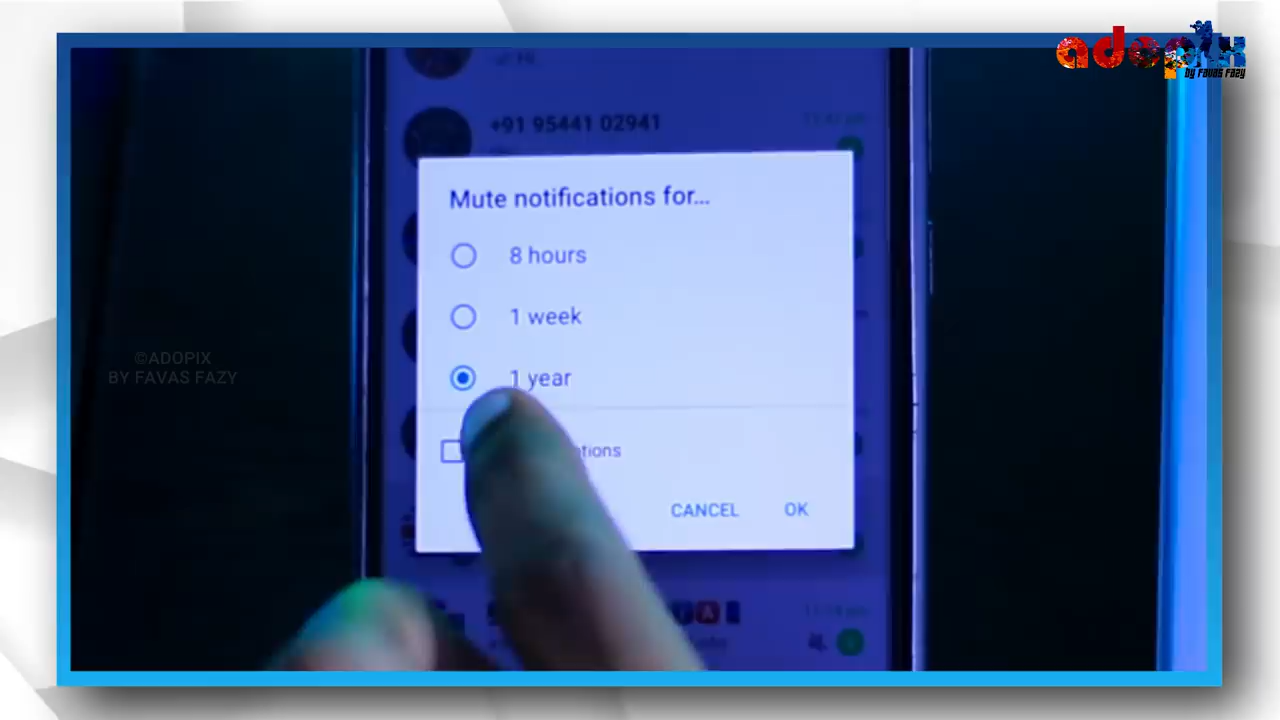 adopix
by FAVAS FAZY
+91 95441 02941
Mute notifications for...
8 hours
1 week
1 year
CANCEL
OK
©ADOPIX
BY FAVAS FAZY